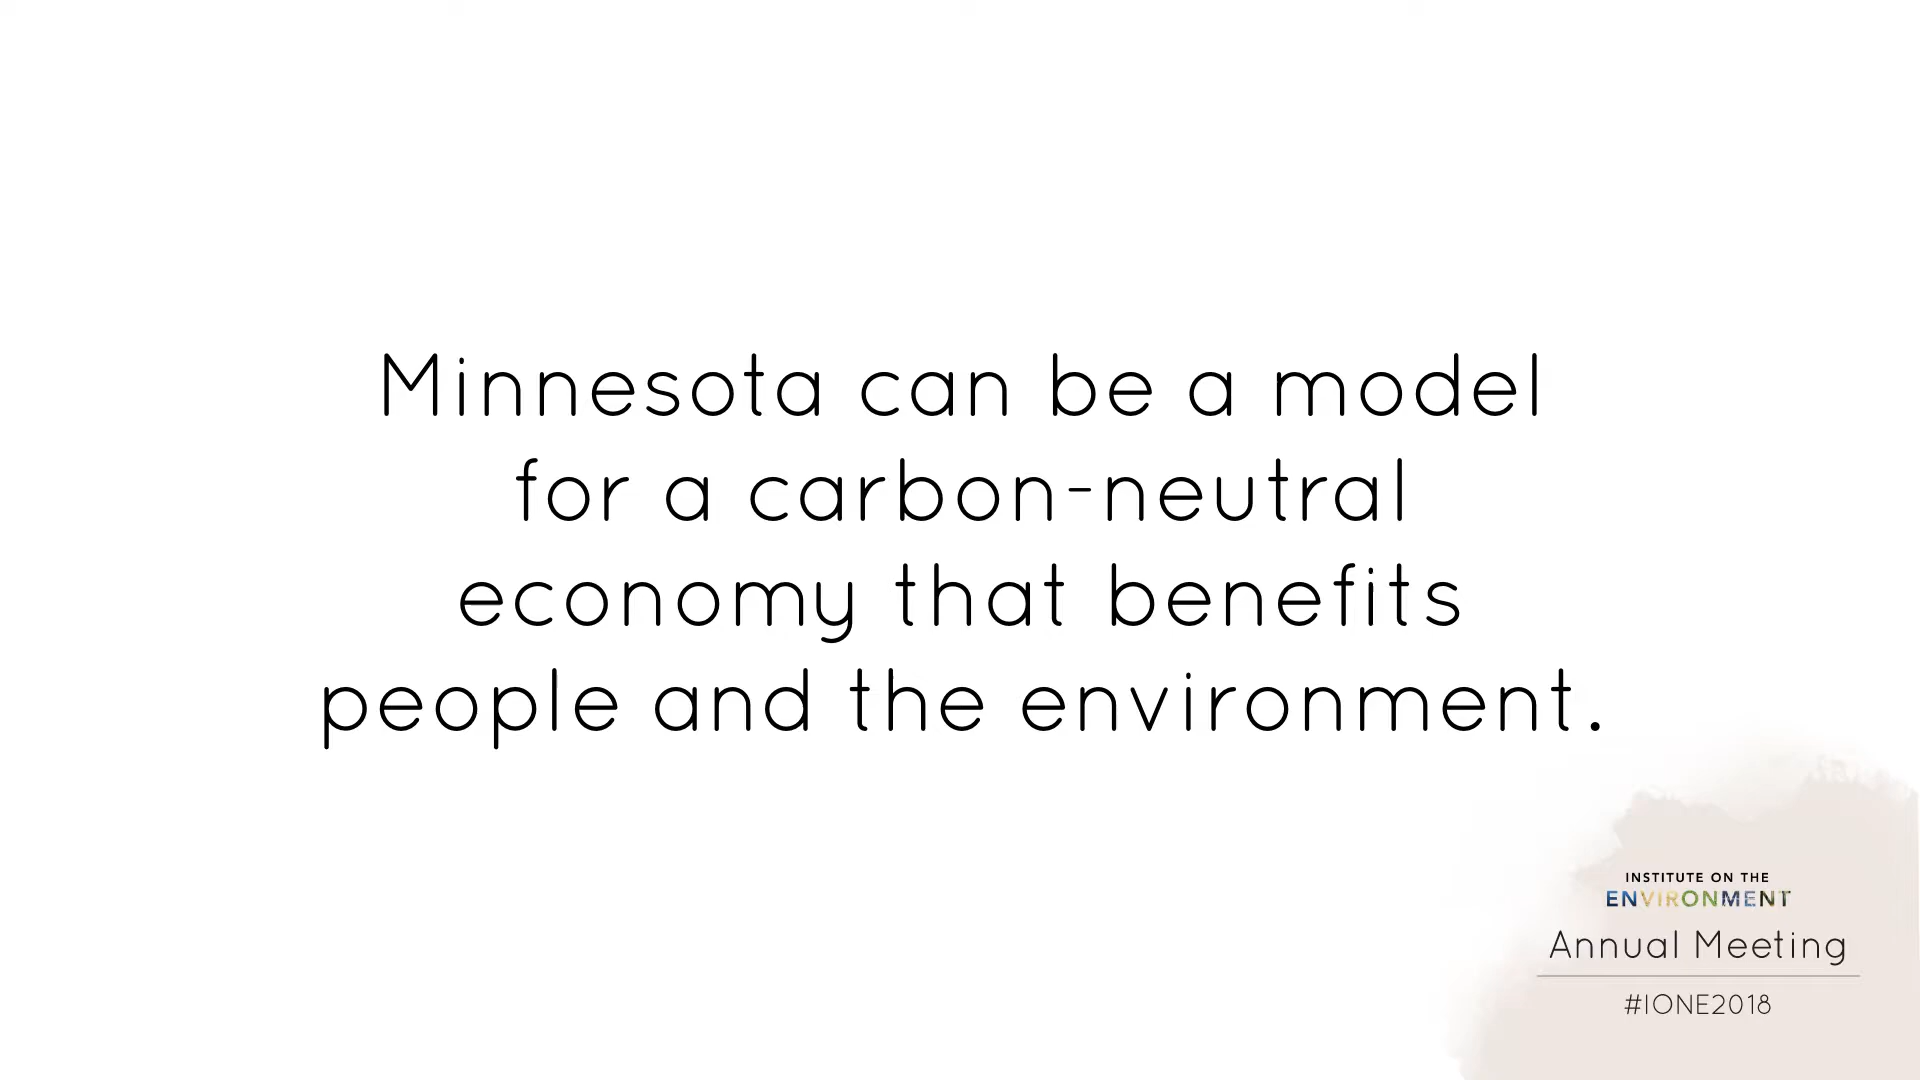 Minnesota can be a model
for a carbon-neutral
economy that benefits
people and the environment.
INSTITUTE ON THE
ENVIRONMENT
Annual Meeting
#IONE2018